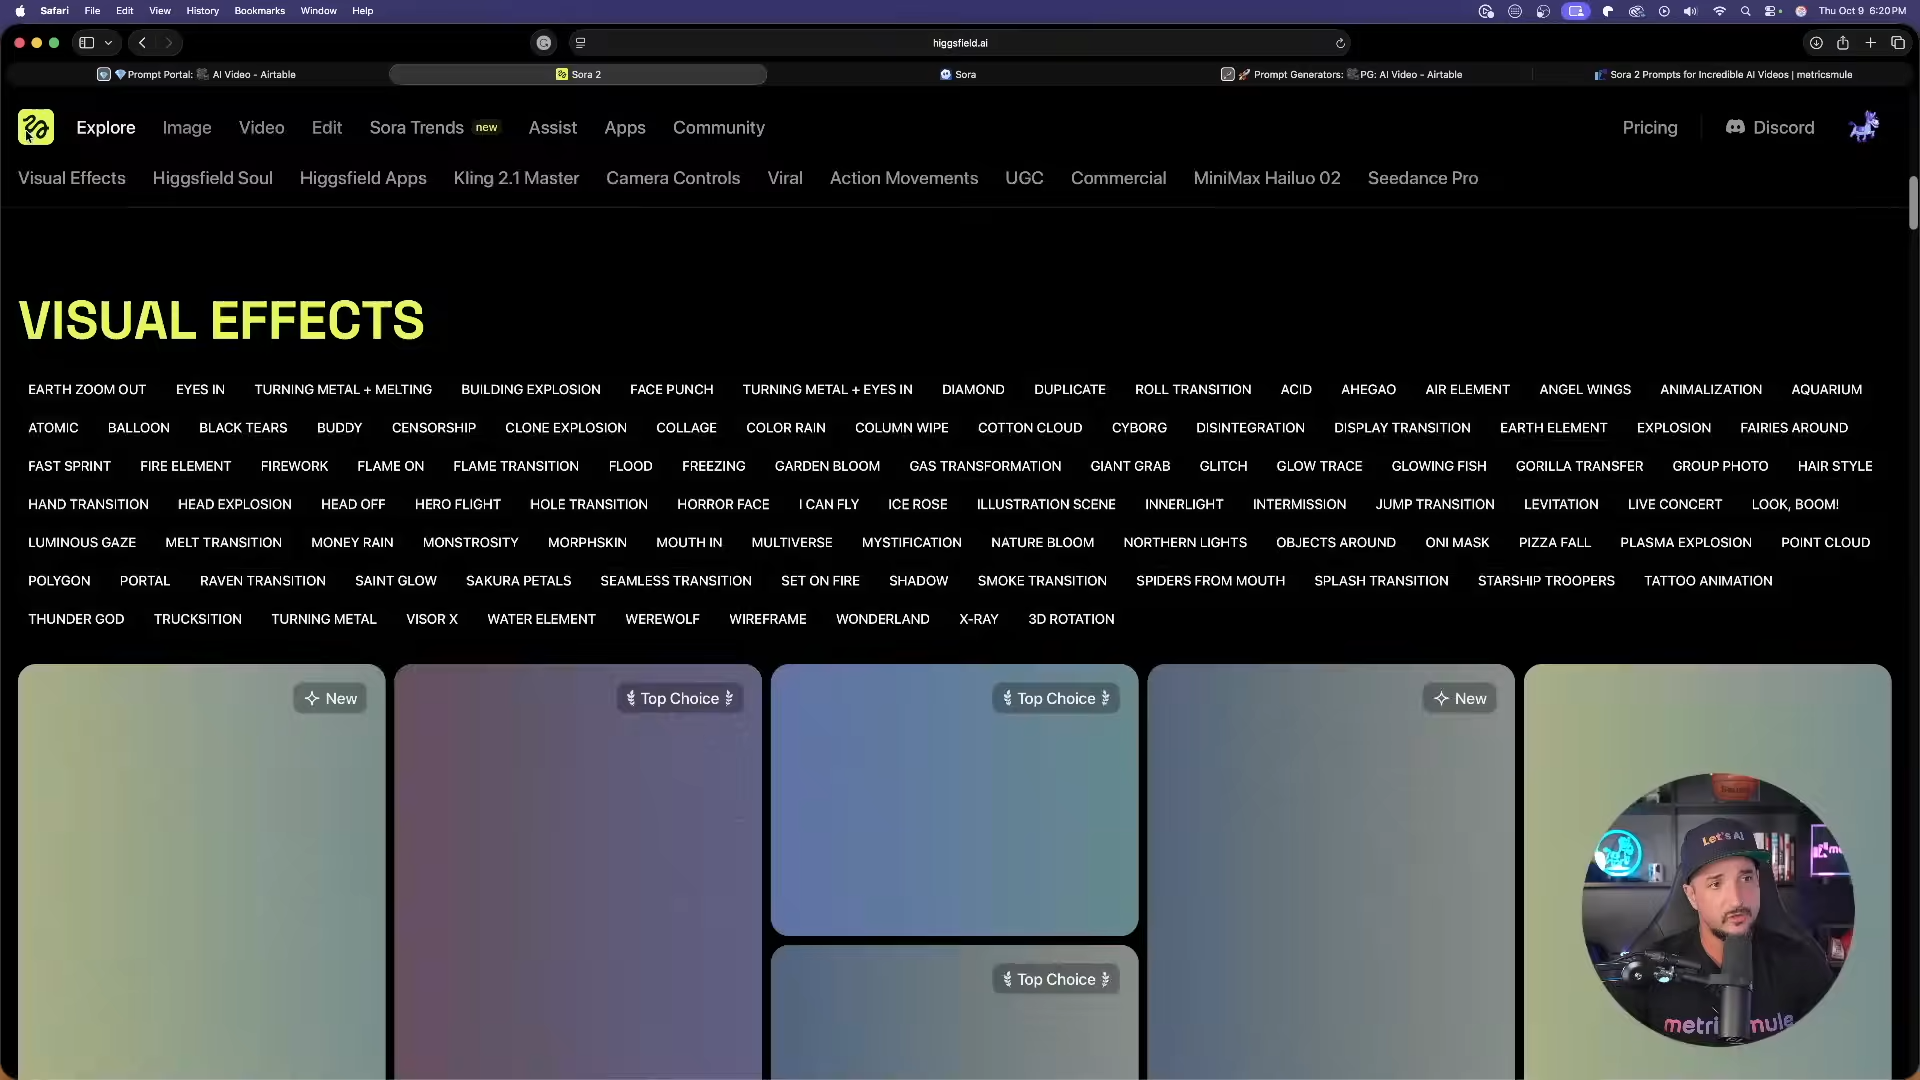 Safari File Edit View History Bookmarks Window Help Thu Oct 9 6:20 PM
higgsfield.ai
Prompt Portal: AI Video - Airtable
Sora 2
Sora
Prompt Generators: PG: AI Video - Airtable
Sora 2 Prompts for Incredible AI Videos | metricsmule
Explore Image Video Edit Sora Trends new Assist Apps Community Pricing Discord
Visual Effects Higgsfield Soul Higgsfield Apps Kling 2.1 Master Camera Controls Viral Action Movements UGC Commercial MiniMax Hailuo 02 Seedance Pro
VISUAL EFFECTS
EARTH ZOOM OUT EYES IN TURNING METAL + MELTING BUILDING EXPLOSION FACE PUNCH TURNING METAL + EYES IN DIAMOND DUPLICATE ROLL TRANSITION ACID AHEGAO AIR ELEMENT ANGEL WINGS ANIMALIZATION AQUARIUM
ATOMIC BALLOON BLACK TEARS BUDDY CENSORSHIP CLONE EXPLOSION COLLAGE COLOR RAIN COLUMN WIPE COTTON CLOUD CYBORG DISINTEGRATION DISPLAY TRANSITION EARTH ELEMENT EXPLOSION FAIRIES AROUND
FAST SPRINT FIRE ELEMENT FIREWORK FLAME ON FLAME TRANSITION FLOOD FREEZING GARDEN BLOOM GAS TRANSFORMATION GIANT GRAB GLITCH GLOW TRACE GLOWING FISH GORILLA TRANSFER GROUP PHOTO HAIR STYLE
HAND TRANSITION HEAD EXPLOSION HEAD OFF HERO FLIGHT HOLE TRANSITION HORROR FACE I CAN FLY ICE ROSE ILLUSTRATION SCENE INNERLIGHT INTERMISSION JUMP TRANSITION LEVITATION LIVE CONCERT LOOK, BOOM!
LUMINOUS GAZE MELT TRANSITION MONEY RAIN MONSTROSITY MORPHSKIN MOUTH IN MULTIVERSE MYSTIFICATION NATURE BLOOM NORTHERN LIGHTS OBJECTS AROUND ONI MASK PIZZA FALL PLASMA EXPLOSION POINT CLOUD
POLYGON PORTAL RAVEN TRANSITION SAINT GLOW SAKURA PETALS SEAMLESS TRANSITION SET ON FIRE SHADOW SMOKE TRANSITION SPIDERS FROM MOUTH SPLASH TRANSITION STARSHIP TROOPERS TATTOO ANIMATION
THUNDER GOD TRUCKSITION TURNING METAL VISOR X WATER ELEMENT WEREWOLF WIREFRAME WONDERLAND X-RAY 3D ROTATION
New
Top Choice
Top Choice
New
Top Choice
Let's AI